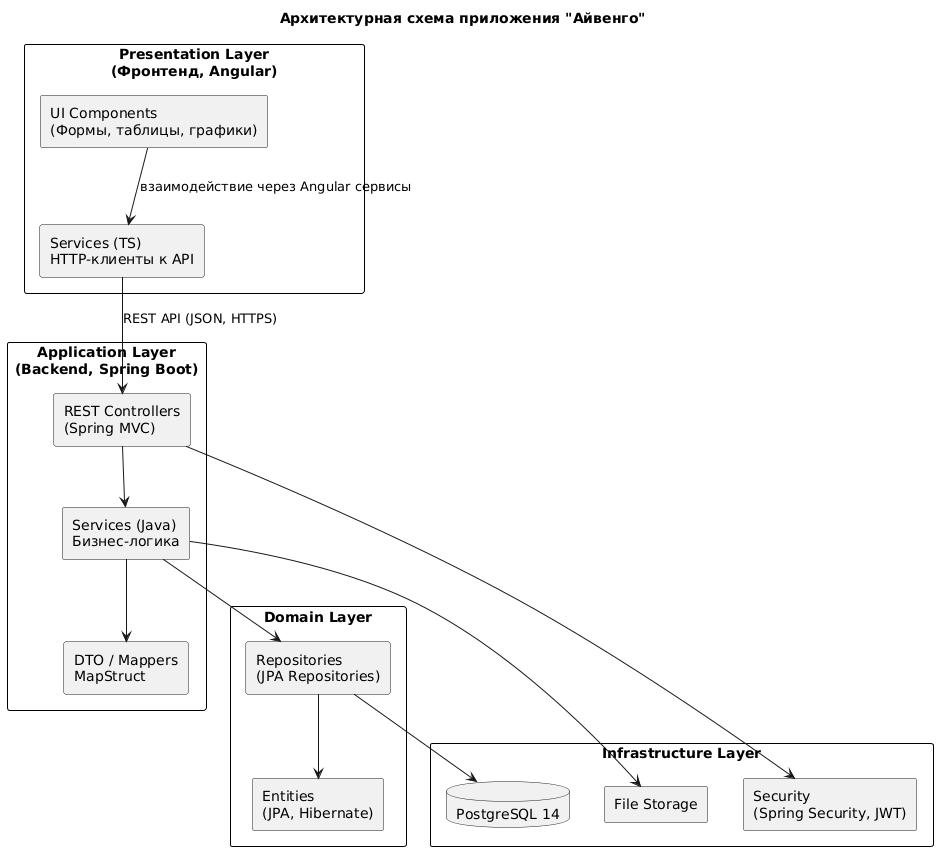 Архитектурная схема приложения "Айвенго"
Presentation Layer
(Фронтенд, Angular)
UI Components
(Формы, таблицы, графики)
взаимодействие через Angular сервисы
Services (TS)
HTTP-клиенты к API
REST API (JSON, HTTPS)
Application Layer
(Backend, Spring Boot)
REST Controllers
(Spring MVC)
Services (Java)
Бизнес-логика
DTO / Mappers
MapStruct
Domain Layer
Repositories
(JPA Repositories)
Entities
(JPA, Hibernate)
Infrastructure Layer
PostgreSQL 14
File Storage
Security
(Spring Security, JWT)